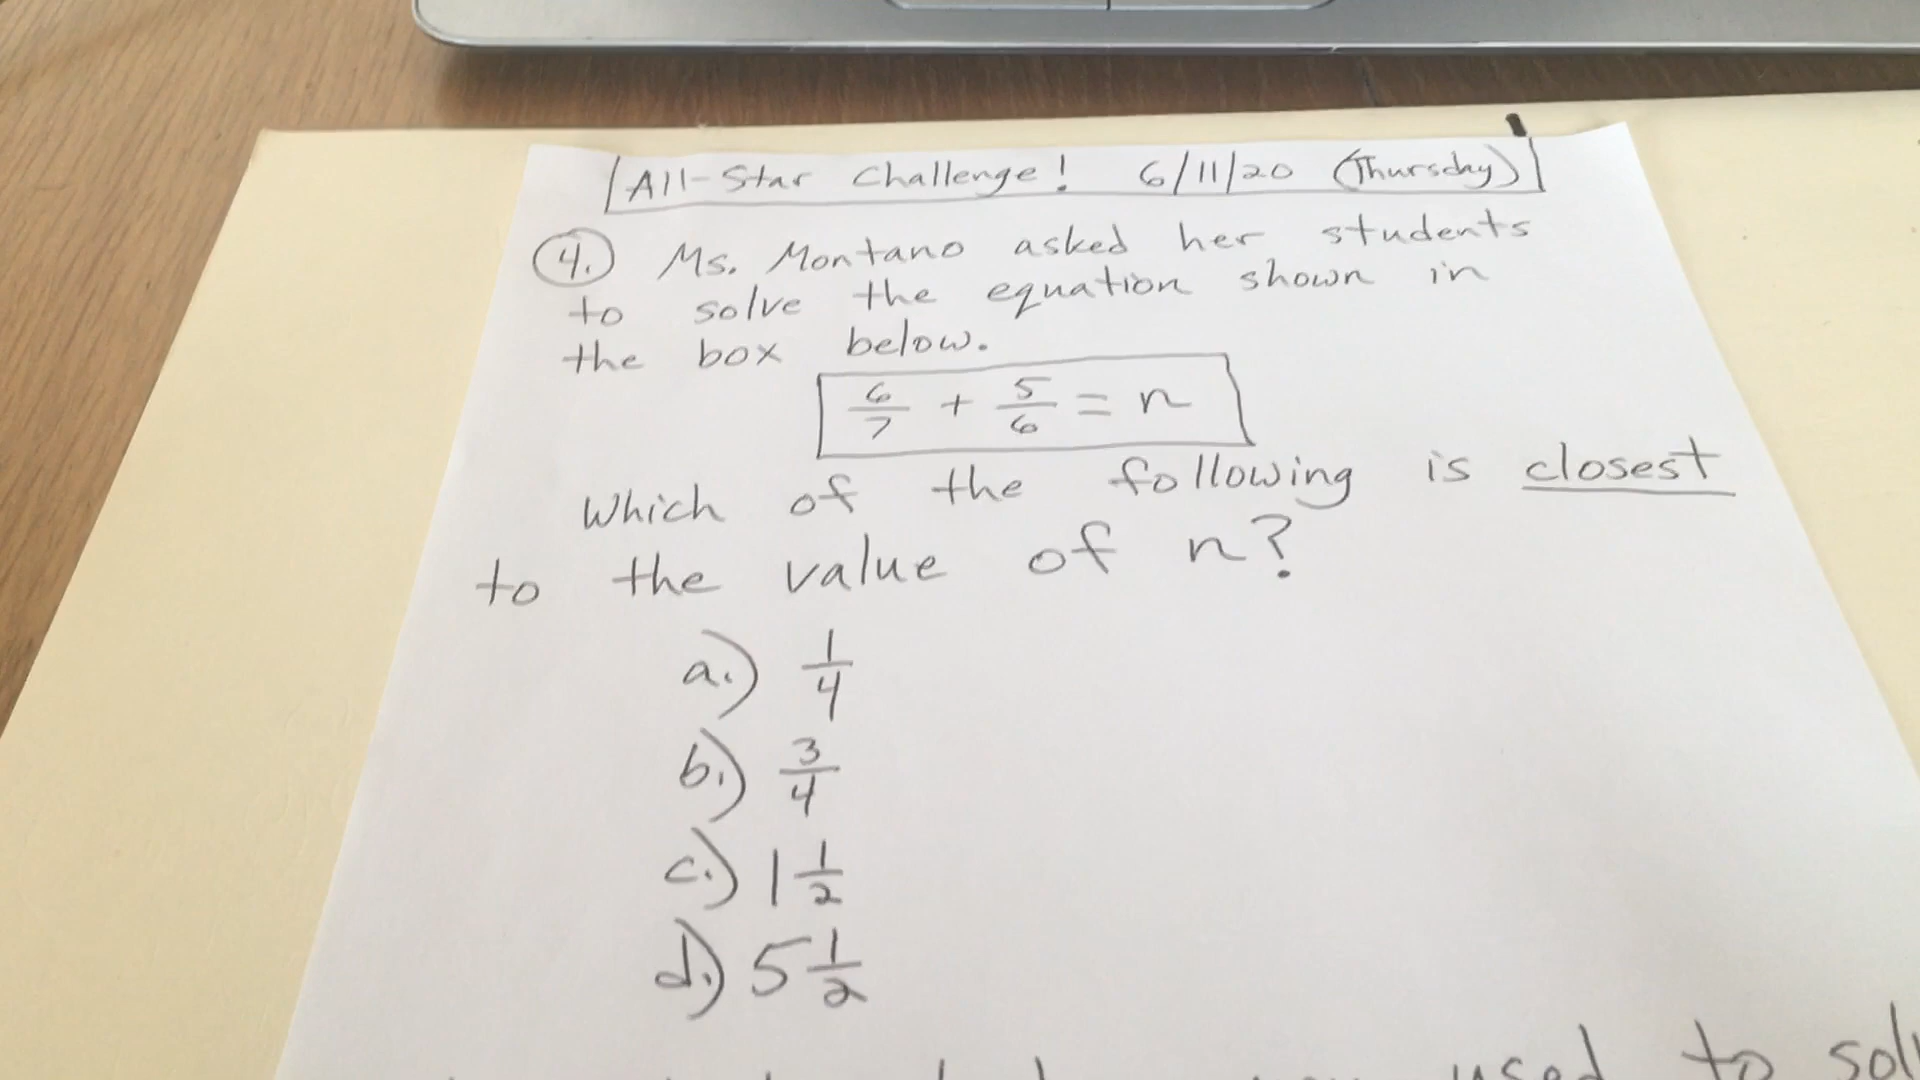 All-Star Challenge! 6/11/20 (Thursday)
4. Ms. Montano asked her students
to solve the equation shown in
the box below.
6/7 + 5/6 = n
Which of the following is closest
to the value of n?
a.) 1/4
b.) 3/4
c.) 1 1/2
d.) 5 1/2
used to